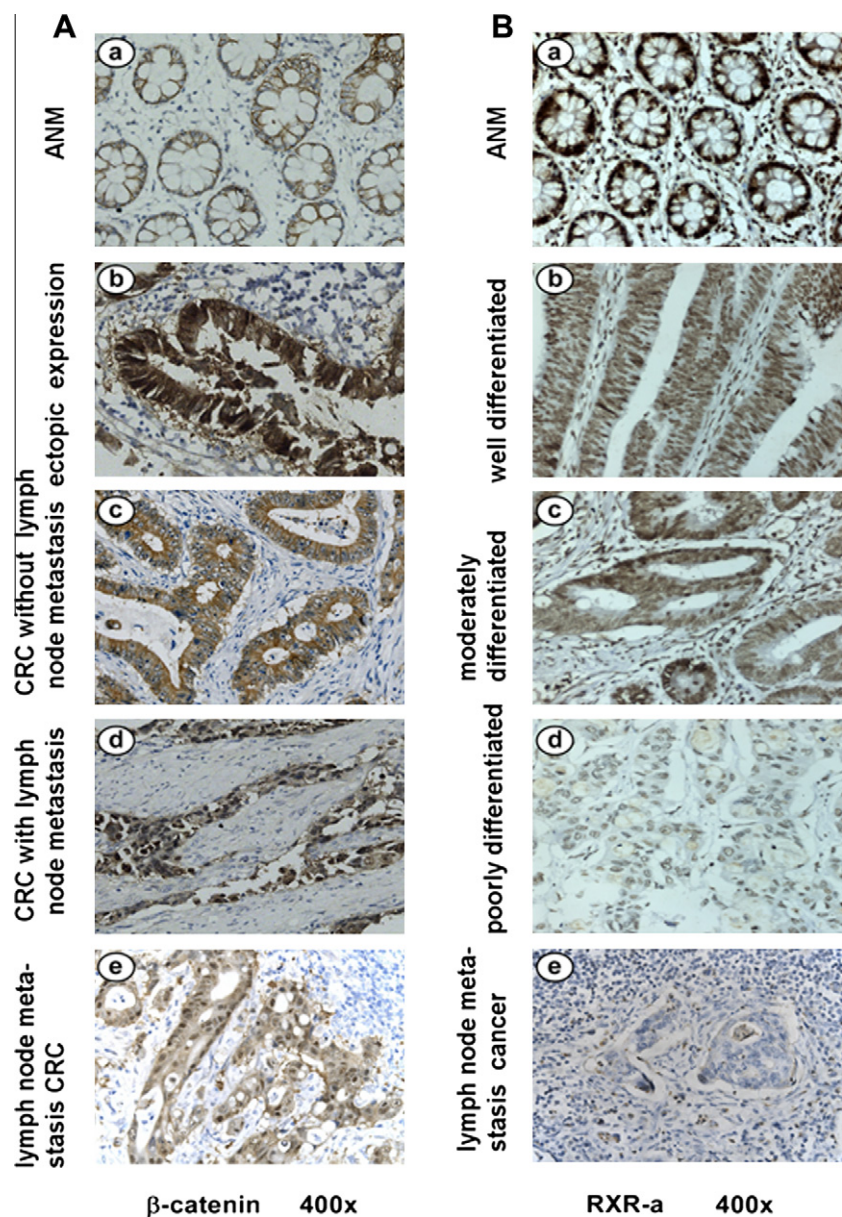 A
B
a
ANM
b
ectopic expression
c
CRC without lymph
node metastasis
d
CRC with lymph
node metastasis
e
lymph node meta-
stasis CRC
β-catenin 400x
a
ANM
b
well differentiated
c
moderately
differentiated
d
poorly differentiated
e
lymph node meta-
stasis cancer
RXR-a 400x